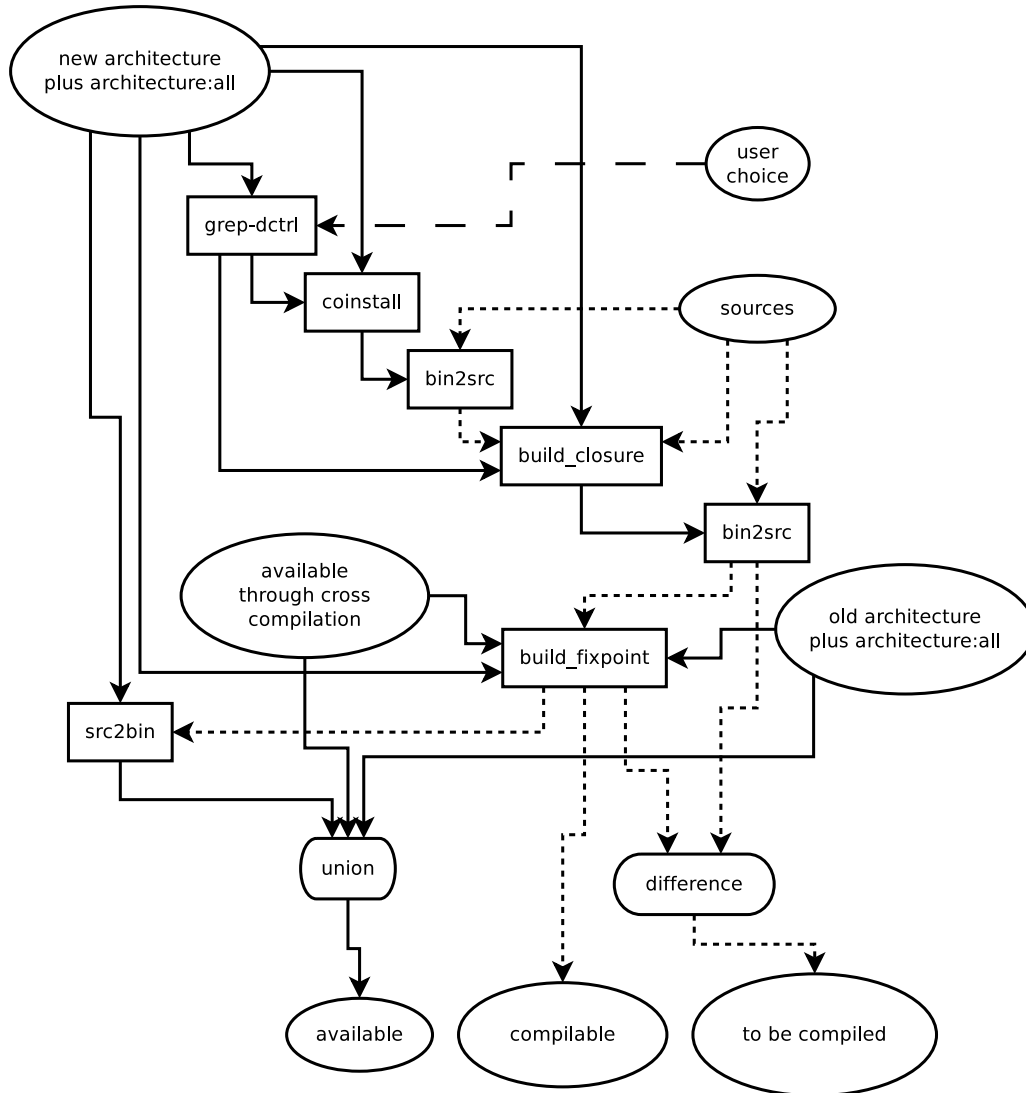 new architecture
plus architecture:all
user
choice
grep-dctrl
coinstall
sources
bin2src
build_closure
bin2src
available
through cross
compilation
old architecture
plus architecture:all
build_fixpoint
src2bin
union
difference
available
compilable
to be compiled